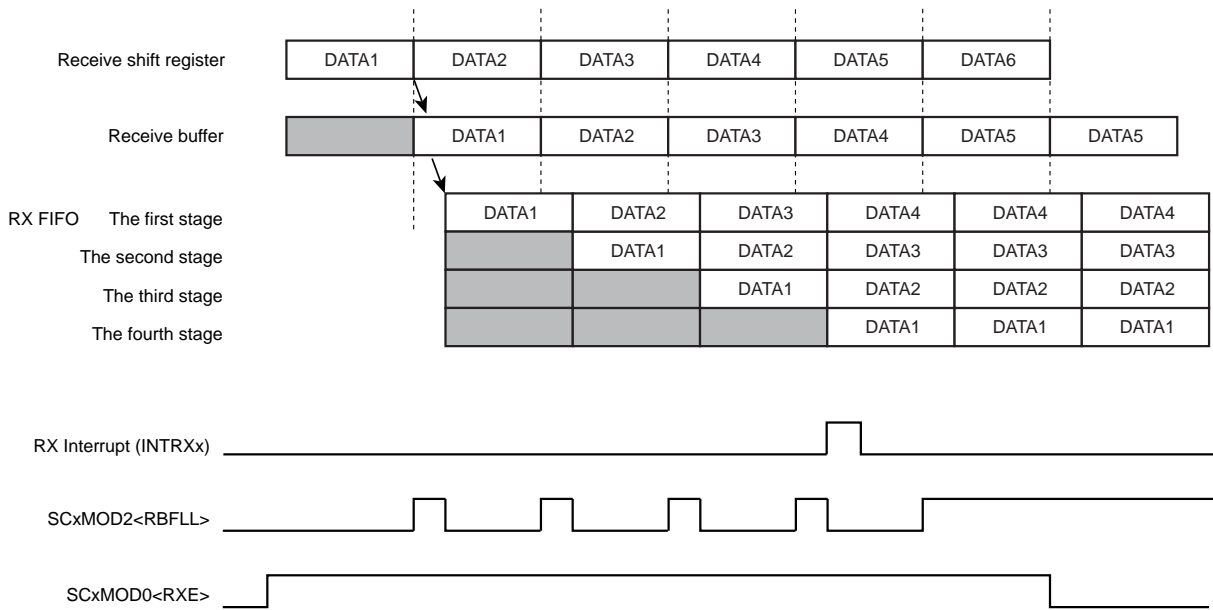 Receive shift register DATA1 DATA2 DATA3 DATA4 DATA5 DATA6
Receive buffer DATA1 DATA2 DATA3 DATA4 DATA5 DATA5
RX FIFO The first stage DATA1 DATA2 DATA3 DATA4 DATA4 DATA4
The second stage DATA1 DATA2 DATA3 DATA3 DATA3
The third stage DATA1 DATA2 DATA2 DATA2
The fourth stage DATA1 DATA1 DATA1
RX Interrupt (INTRXx)
SCxMOD2<RBFLL>
SCxMOD0<RXE>